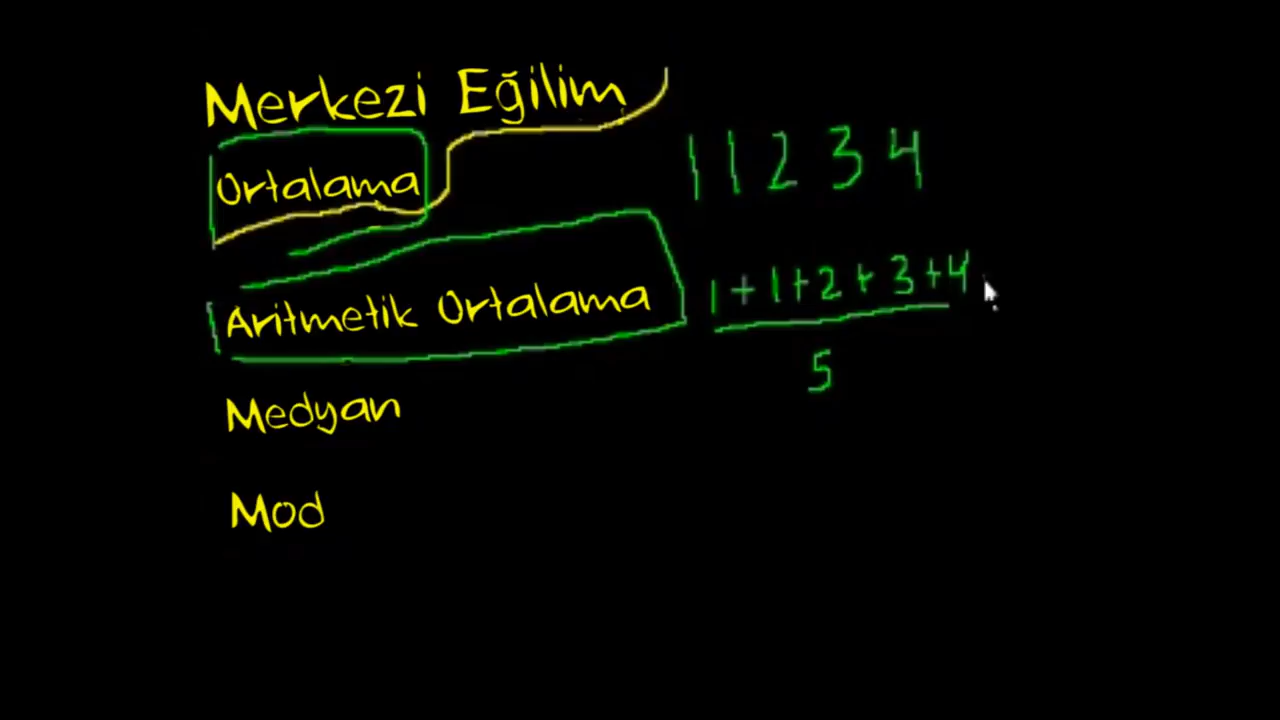 Merkezi Eğilim
Ortalama
1 1 2 3 4
Aritmetik Ortalama
1+1+2+3+4
5
Medyan
Mod